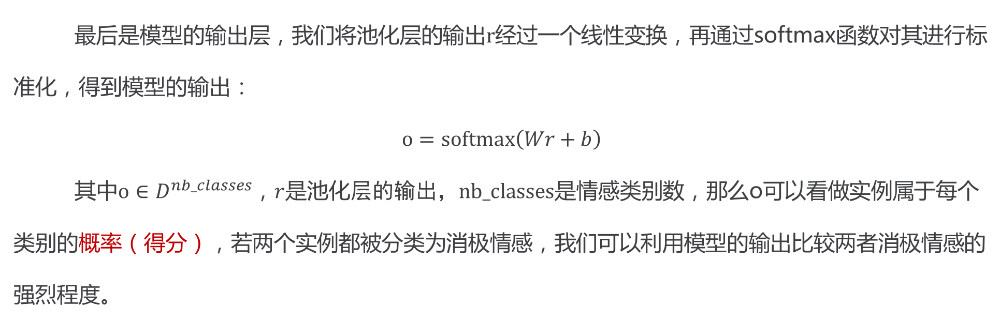 最后是模型的输出层，我们将池化层的输出r经过一个线性变换，再通过softmax函数对其进行标
准化，得到模型的输出：
o = softmax(Wr + b)
其中o ∈ D^{nb_classes}，r是池化层的输出，nb_classes是情感类别数，那么o可以看做实例属于每个
类别的概率（得分），若两个实例都被分类为消极情感，我们可以利用模型的输出比较两者消极情感的
强烈程度。